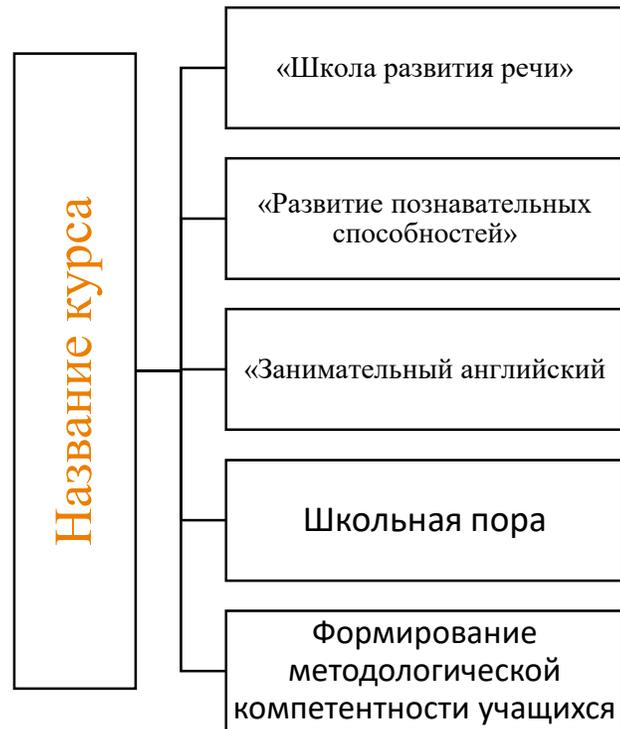 Название курса
«Школа развития речи»
«Развитие познавательных
способностей»
«Занимательный английский
Школьная пора
Формирование
методологической
компетентности учащихся